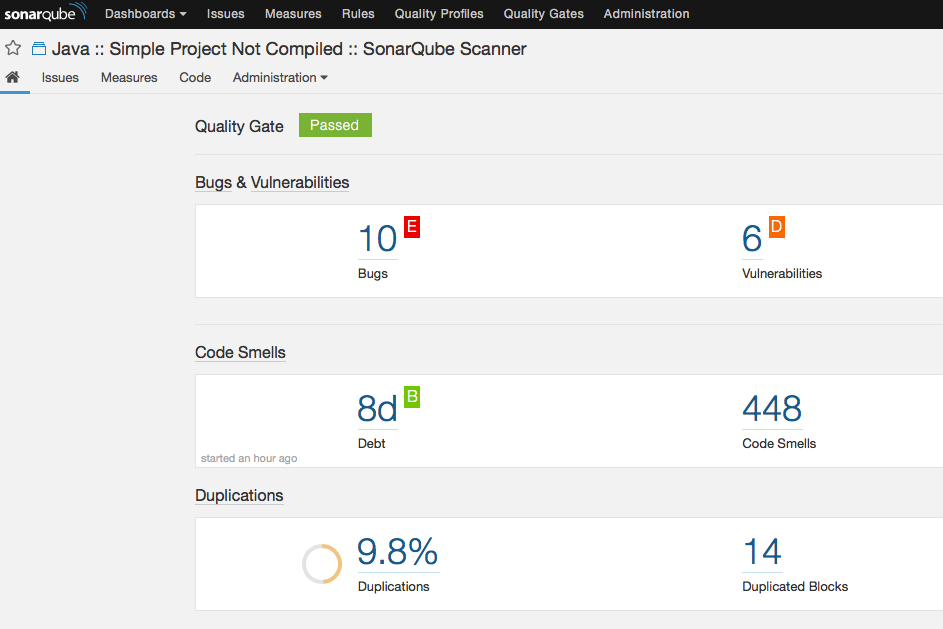 sonarqube Dashboards Issues Measures Rules Quality Profiles Quality Gates Administration
Java :: Simple Project Not Compiled :: SonarQube Scanner
Issues Measures Code Administration
Quality Gate Passed
Bugs & Vulnerabilities
10 E 6 D
Bugs Vulnerabilities
Code Smells
8d B 448
Debt Code Smells
started an hour ago
Duplications
9.8% 14
Duplications Duplicated Blocks